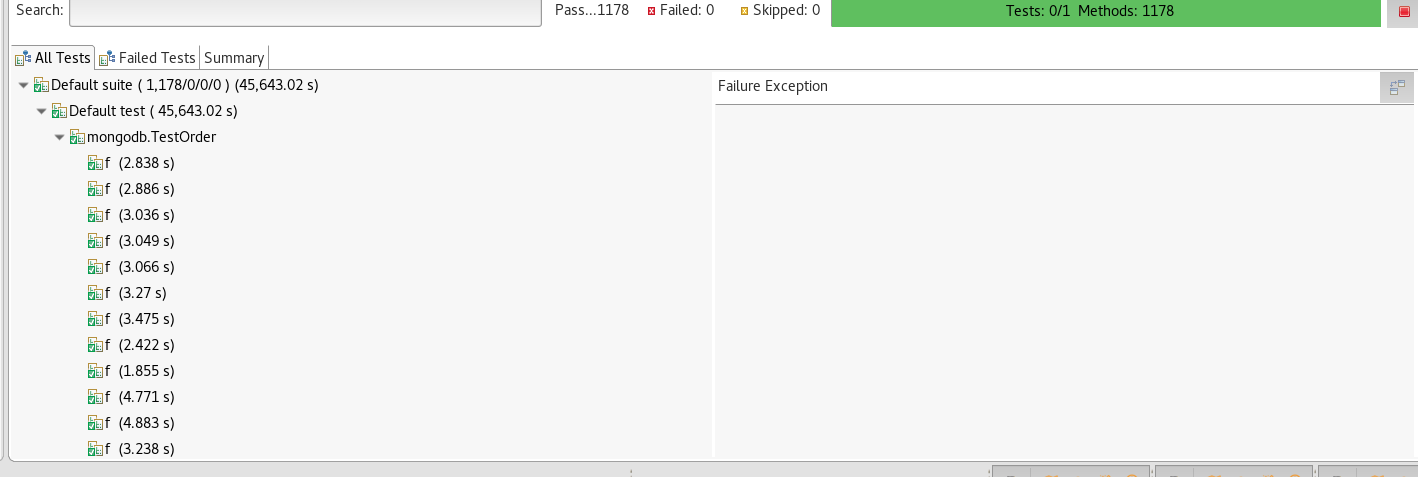 Search: Pass...1178 Failed: 0 Skipped: 0 Tests: 0/1 Methods: 1178
All Tests Failed Tests Summary
Default suite ( 1,178/0/0/0 ) (45,643.02 s) Failure Exception
Default test ( 45,643.02 s)
mongodb.TestOrder
f (2.838 s)
f (2.886 s)
f (3.036 s)
f (3.049 s)
f (3.066 s)
f (3.27 s)
f (3.475 s)
f (2.422 s)
f (1.855 s)
f (4.771 s)
f (4.883 s)
f (3.238 s)